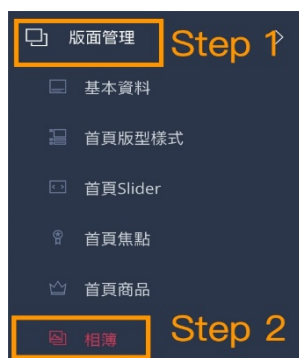 版面管理 Step 1
基本資料
首頁版型樣式
首頁Slider
首頁焦點
首頁商品
相簿 Step 2